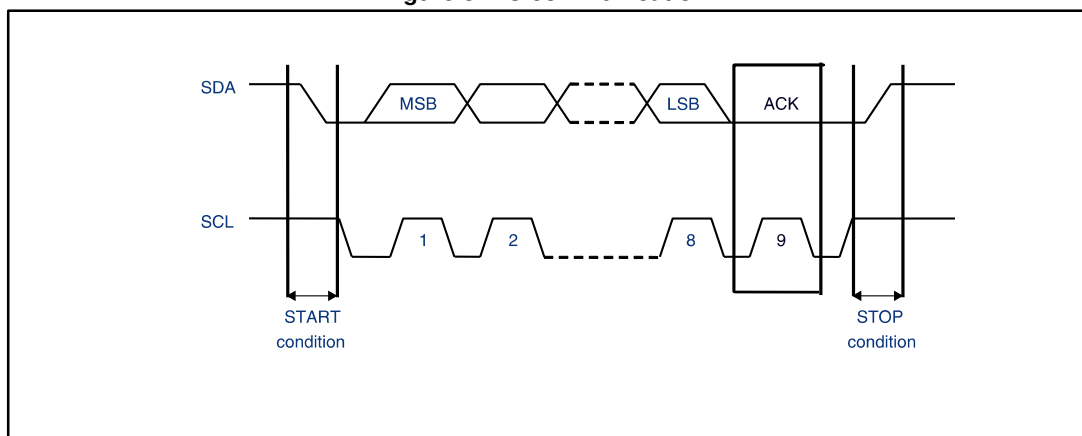 SDA
MSB
LSB
ACK
SCL
1
2
8
9
START
condition
STOP
condition